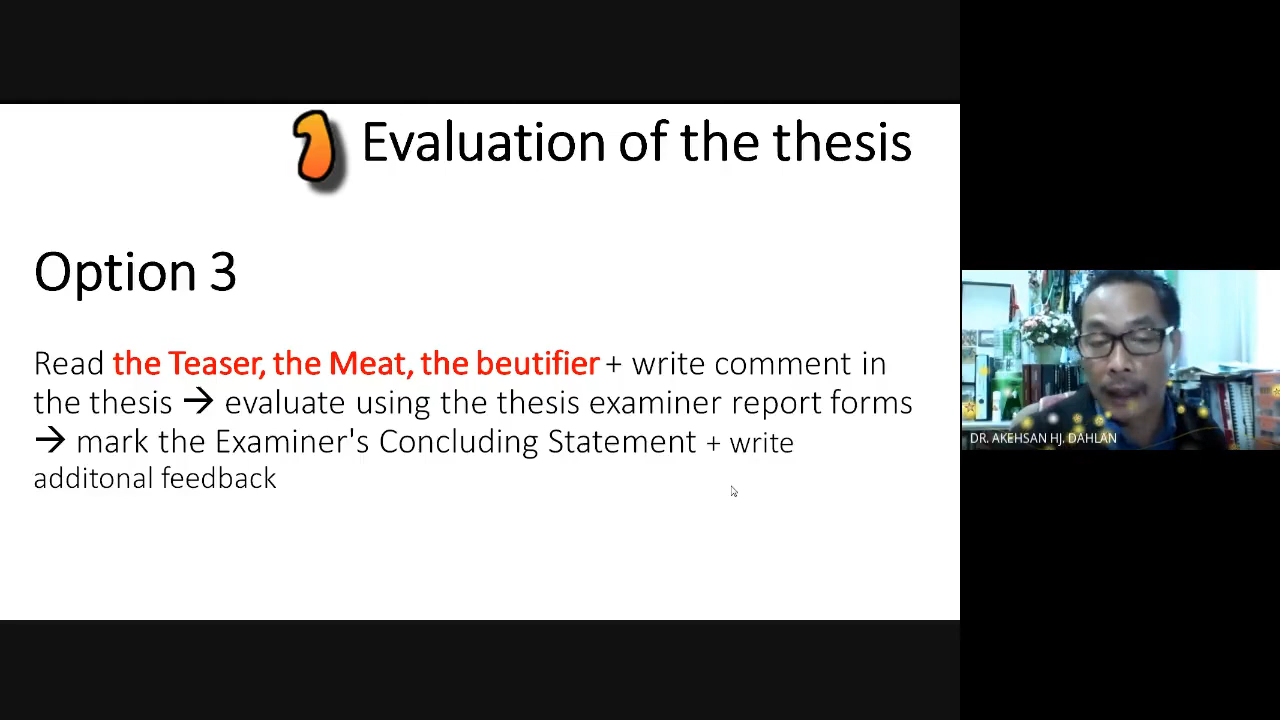 1 Evaluation of the thesis
Option 3
Read the Teaser, the Meat, the beutifier + write comment in
the thesis → evaluate using the thesis examiner report forms
→ mark the Examiner's Concluding Statement + write
additonal feedback
DR. AKEHSAN HJ. DAHLAN